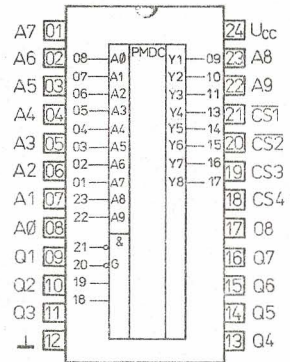 A7 01 24 Ucc
A6 02 08 A0 PMDC Y1 09 23 A8
07 A1 Y2 10
A5 03 06 A2 Y3 11 22 A9
A4 04 05 A3 Y4 13 21 CS1
04 A4 Y5 14
A3 05 03 A5 Y6 15 20 CS2
A2 06 02 A6 Y7 16 19 CS3
01 A7 Y8 17
A1 07 23 A8 18 CS4
A0 08 22 A9 17 08
Q1 09 21 & 16 Q7
20 G
Q2 10 19 15 Q6
Q3 11 18 14 Q5
⊥ 12 13 Q4